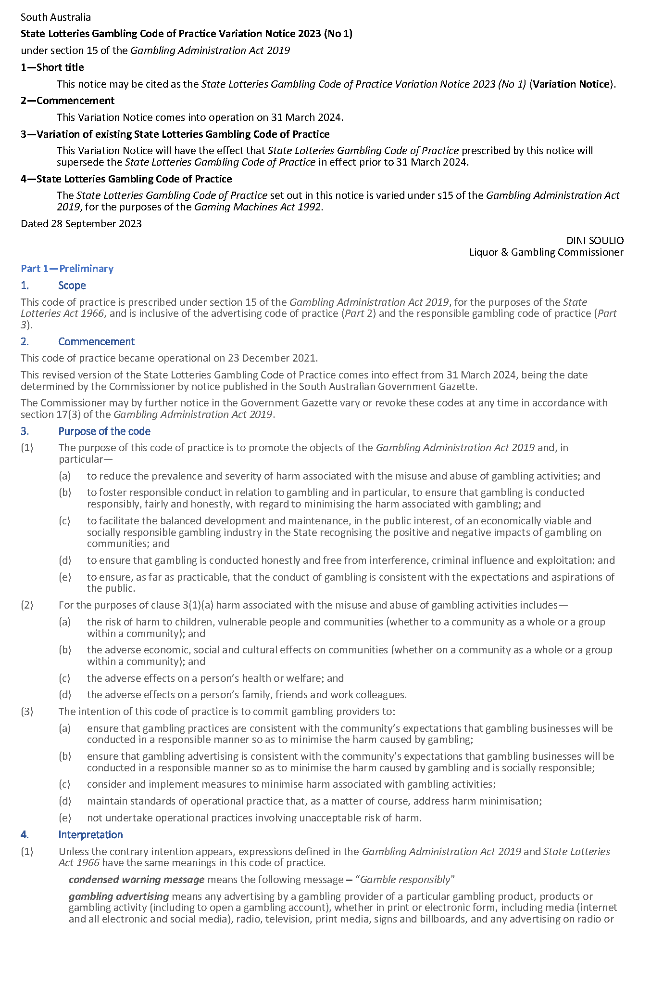 South Australia
State Lotteries Gambling Code of Practice Variation Notice 2023 (No 1)
under section 15 of the Gambling Administration Act 2019
1—Short title
This notice may be cited as the State Lotteries Gambling Code of Practice Variation Notice 2023 (No 1) (Variation Notice).
2—Commencement
This Variation Notice comes into operation on 31 March 2024.
3—Variation of existing State Lotteries Gambling Code of Practice
This Variation Notice will have the effect that State Lotteries Gambling Code of Practice prescribed by this notice will
supersede the State Lotteries Gambling Code of Practice in effect prior to 31 March 2024.
4—State Lotteries Gambling Code of Practice
The State Lotteries Gambling Code of Practice set out in this notice is varied under s15 of the Gambling Administration Act
2019, for the purposes of the Gaming Machines Act 1992.
Dated 28 September 2023
DINI SOULIO
Liquor & Gambling Commissioner
Part 1—Preliminary
1. Scope
This code of practice is prescribed under section 15 of the Gambling Administration Act 2019, for the purposes of the State
Lotteries Act 1966, and is inclusive of the advertising code of practice (Part 2) and the responsible gambling code of practice (Part
3).
2. Commencement
This code of practice became operational on 23 December 2021.
This revised version of the State Lotteries Gambling Code of Practice comes into effect from 31 March 2024, being the date
determined by the Commissioner by notice published in the South Australian Government Gazette.
The Commissioner may by further notice in the Government Gazette vary or revoke these codes at any time in accordance with
section 17(3) of the Gambling Administration Act 2019.
3. Purpose of the code
(1) The purpose of this code of practice is to promote the objects of the Gambling Administration Act 2019 and, in
particular—
(a) to reduce the prevalence and severity of harm associated with the misuse and abuse of gambling activities; and
(b) to foster responsible conduct in relation to gambling and in particular, to ensure that gambling is conducted
responsibly, fairly and honestly, with regard to minimising the harm associated with gambling; and
(c) to facilitate the balanced development and maintenance, in the public interest, of an economically viable and
socially responsible gambling industry in the State recognising the positive and negative impacts of gambling on
communities; and
(d) to ensure that gambling is conducted honestly and free from interference, criminal influence and exploitation; and
(e) to ensure, as far as practicable, that the conduct of gambling is consistent with the expectations and aspirations of
the public.
(2) For the purposes of clause 3(1)(a) harm associated with the misuse and abuse of gambling activities includes—
(a) the risk of harm to children, vulnerable people and communities (whether to a community as a whole or a group
within a community); and
(b) the adverse economic, social and cultural effects on communities (whether on a community as a whole or a group
within a community); and
(c) the adverse effects on a person’s health or welfare; and
(d) the adverse effects on a person’s family, friends and work colleagues.
(3) The intention of this code of practice is to commit gambling providers to:
(a) ensure that gambling practices are consistent with the community’s expectations that gambling businesses will be
conducted in a responsible manner so as to minimise the harm caused by gambling;
(b) ensure that gambling advertising is consistent with the community’s expectations that gambling businesses will be
conducted in a responsible manner so as to minimise the harm caused by gambling and is socially responsible;
(c) consider and implement measures to minimise harm associated with gambling activities;
(d) maintain standards of operational practice that, as a matter of course, address harm minimisation;
(e) not undertake operational practices involving unacceptable risk of harm.
4. Interpretation
(1) Unless the contrary intention appears, expressions defined in the Gambling Administration Act 2019 and State Lotteries
Act 1966 have the same meanings in this code of practice.
condensed warning message means the following message – “Gamble responsibly”
gambling advertising means any advertising by a gambling provider of a particular gambling product, products or
gambling activity (including to open a gambling account), whether in print or electronic form, including media (internet
and all electronic and social media), radio, television, print media, signs and billboards, and any advertising on radio or